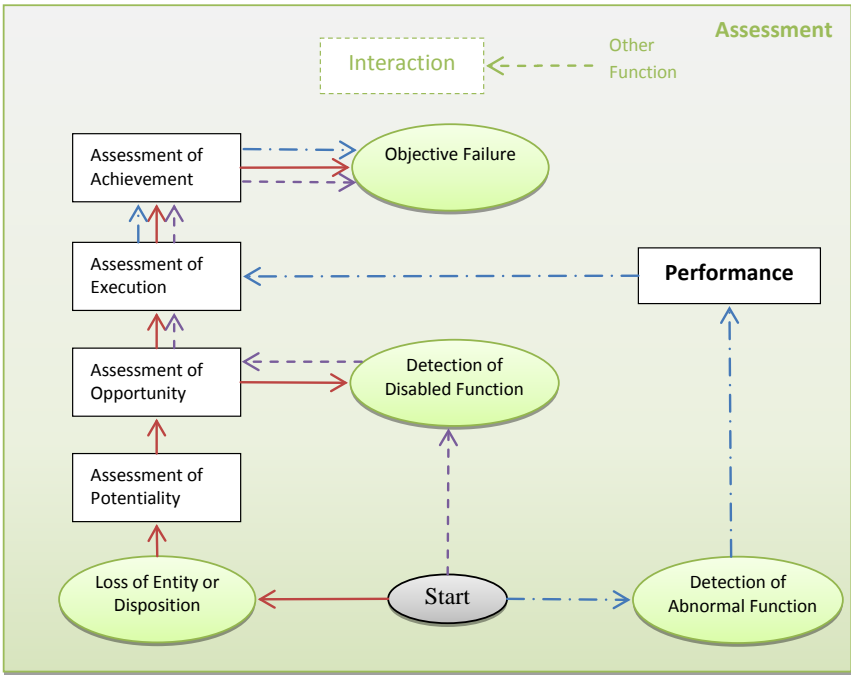 Assessment
Interaction
Other
Function
Assessment of
Achievement
Objective Failure
Assessment of
Execution
Performance
Assessment of
Opportunity
Detection of
Disabled Function
Assessment of
Potentiality
Loss of Entity or
Disposition
Start
Detection of
Abnormal Function